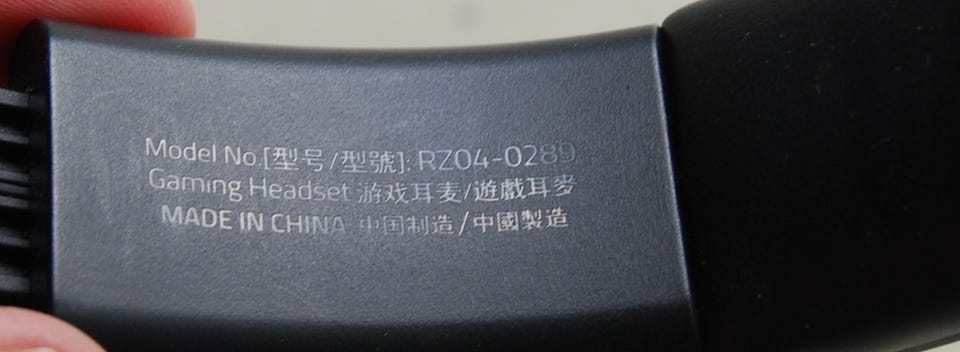 Model No.[型号/型號]: RZ04-0289
Gaming Headset 游戏耳麦/遊戲耳麥
MADE IN CHINA 中国制造/中國製造